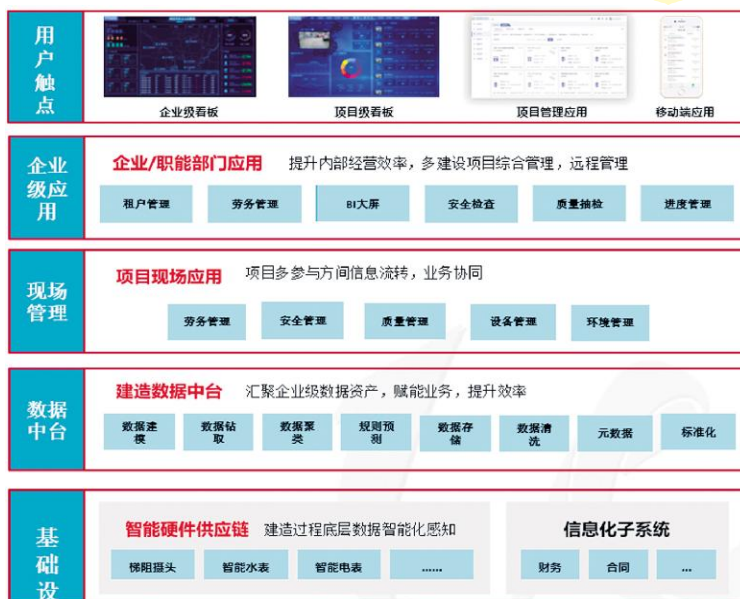 用户触点
企业级看板
项目级看板
项目管理应用
移动端应用
企业级应用
企业/职能部门应用 提升内部经营效率，多建设项目综合管理，远程管理
租户管理
劳务管理
BI大屏
安全检查
质量抽检
进度管理
现场管理
项目现场应用 项目多参与方间信息流转，业务协同
劳务管理
安全管理
质量管理
设备管理
环境管理
数据中台
建造数据中台 汇聚企业级数据资产，赋能业务，提升效率
数据建模
数据钻取
数据聚类
规则预测
数据存储
数据清洗
元数据
标准化
基础设
智能硬件供应链 建造过程底层数据智能化感知
梯阻摄头
智能水表
智能电表
......
信息化子系统
财务
合同
...